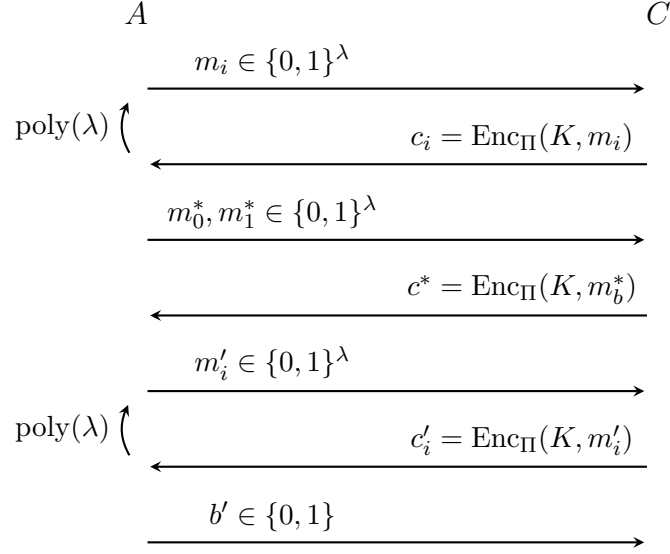 A C
m_i ∈ {0, 1}^λ
poly(λ)
c_i = Enc_Π(K, m_i)
m_0^*, m_1^* ∈ {0, 1}^λ
c^* = Enc_Π(K, m_b^*)
m_i′ ∈ {0, 1}^λ
poly(λ)
c_i′ = Enc_Π(K, m_i′)
b′ ∈ {0, 1}